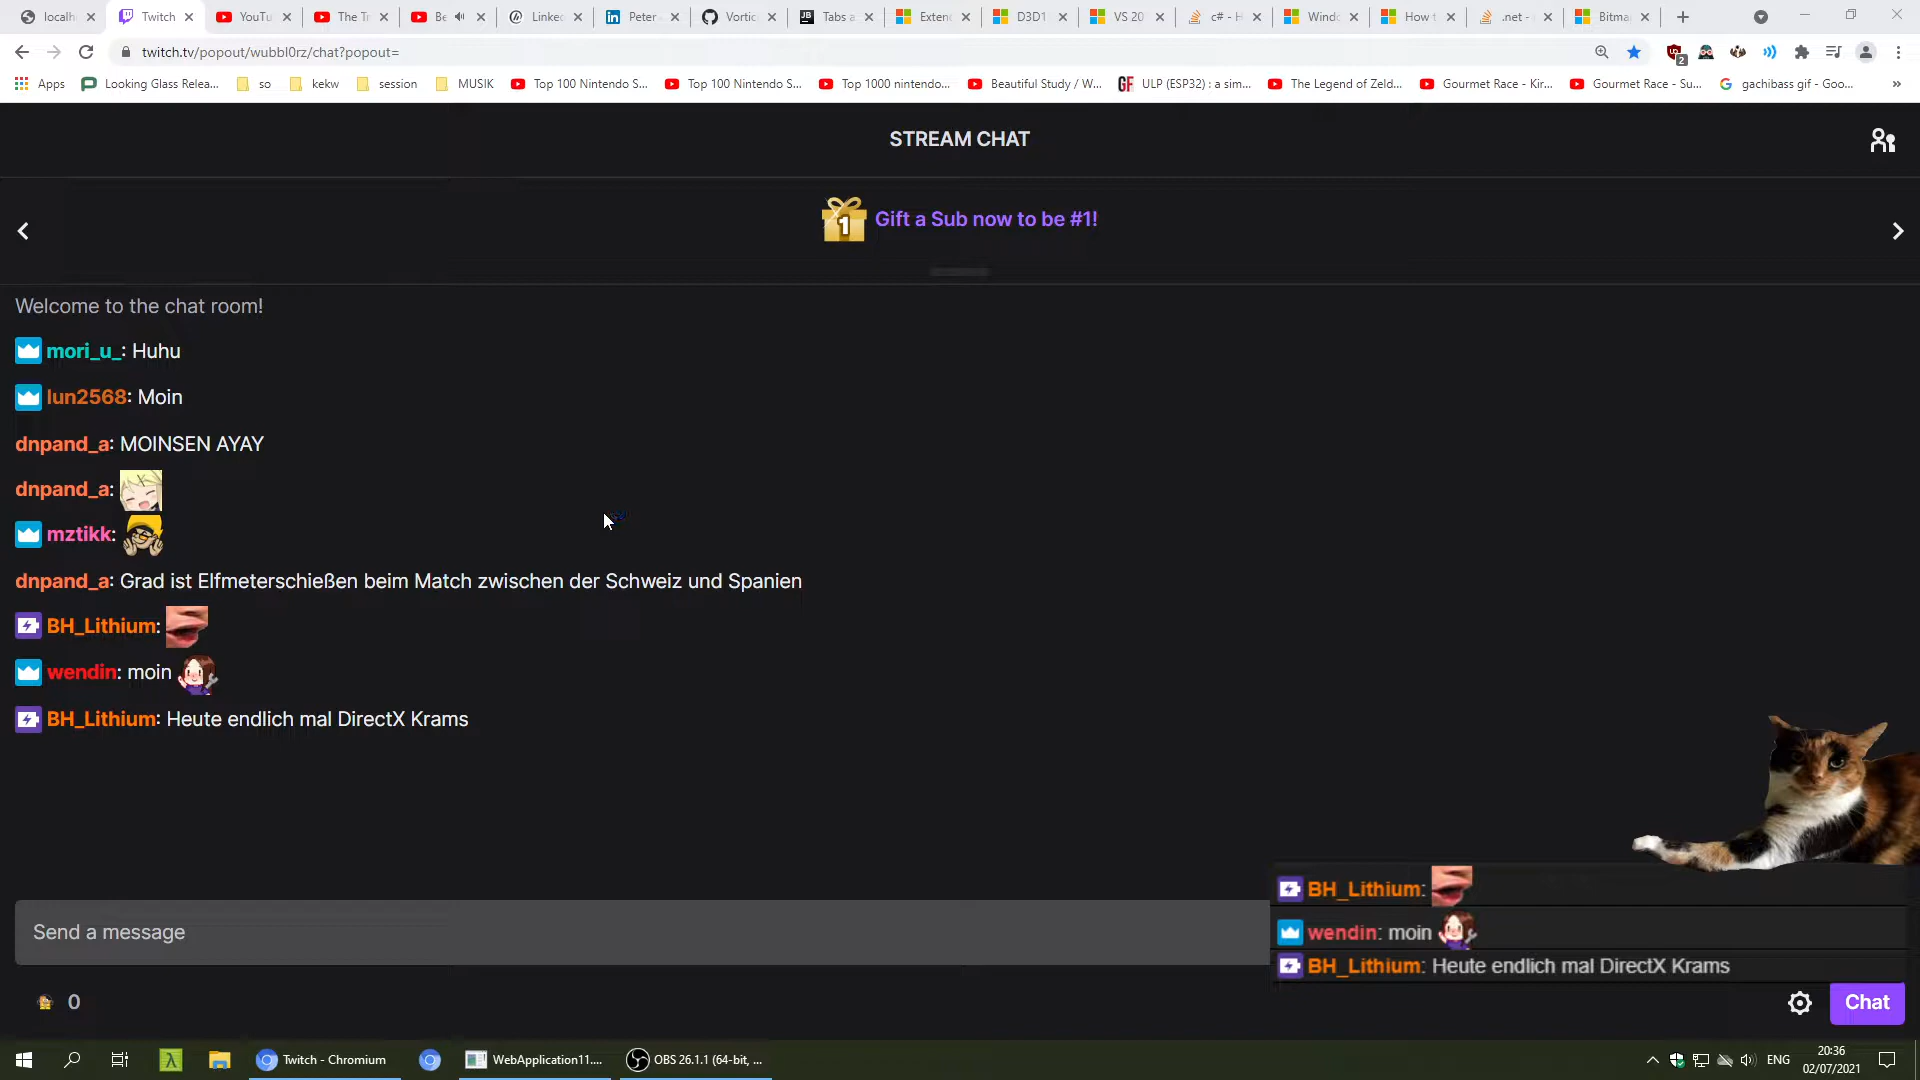 localh
Twitch
YouTu
The Tr
Be
Linke
Peter
Vortic
Tabs a
Exten
D3D1
VS 20
c# - H
Windo
How t
.net -
Bitma
twitch.tv/popout/wubbl0rz/chat?popout=
2
Apps
Looking Glass Relea...
so
kekw
session
MUSIK
Top 100 Nintendo S...
Top 100 Nintendo S...
Top 1000 nintendo...
Beautiful Study / W...
GF ULP (ESP32) : a sim...
The Legend of Zeld...
Gourmet Race - Kir...
Gourmet Race - Su...
gachibass gif - Goo...
»
STREAM CHAT
1 Gift a Sub now to be #1!
Welcome to the chat room!
mori_u_: Huhu
lun2568: Moin
dnpand_a: MOINSEN AYAY
dnpand_a:
mztikk:
dnpand_a: Grad ist Elfmeterschießen beim Match zwischen der Schweiz und Spanien
BH_Lithium:
wendin: moin
BH_Lithium: Heute endlich mal DirectX Krams
BH_Lithium:
wendin: moin
BH_Lithium: Heute endlich mal DirectX Krams
Send a message
0
Chat
Twitch - Chromium
WebApplication11....
OBS 26.1.1 (64-bit, ...
ENG
20:36
02/07/2021